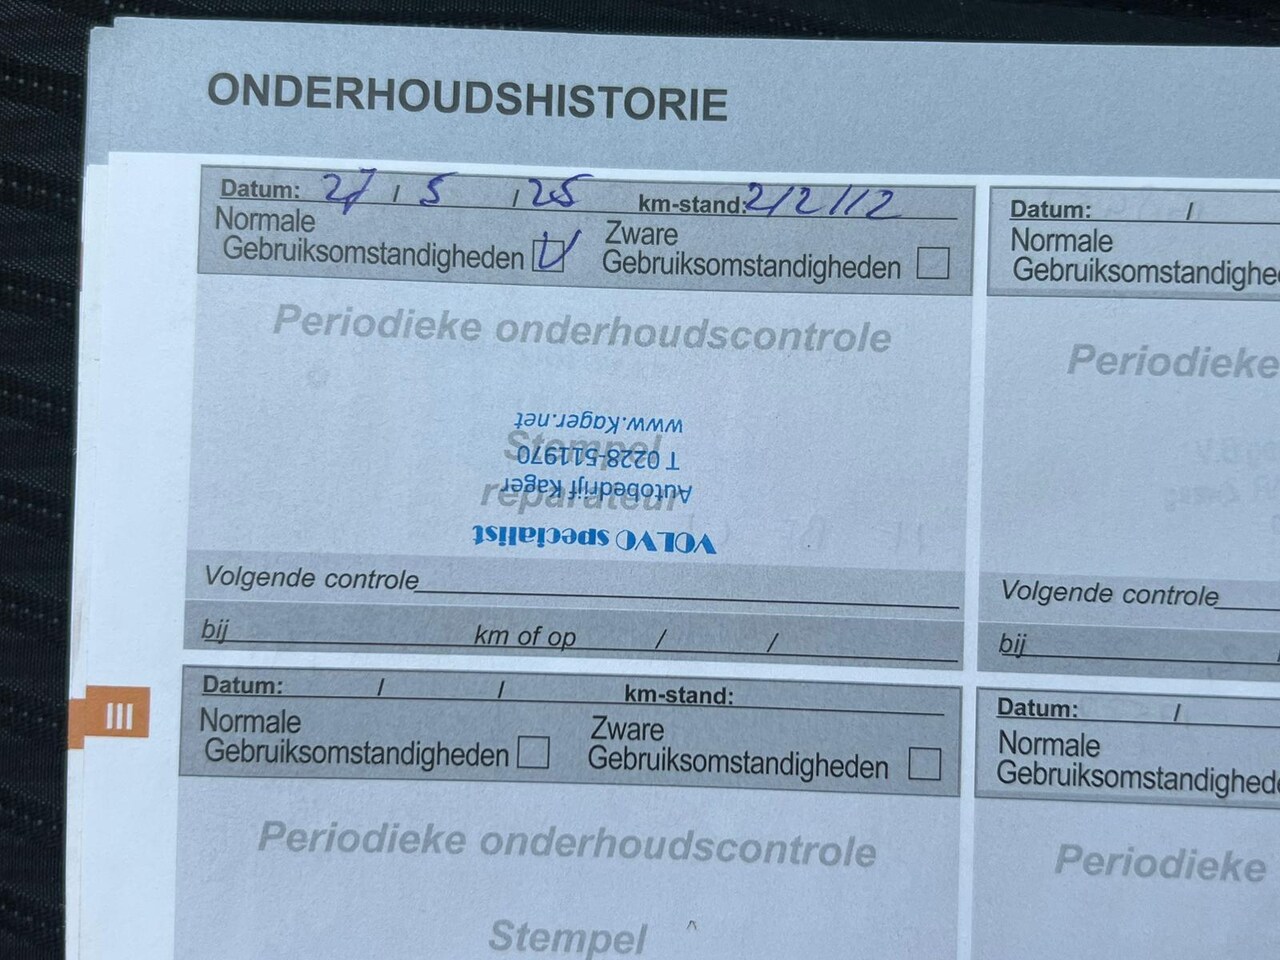 ONDERHOUDSHISTORIE
Datum: 27 / 5 / 25 km-stand: 212112
Normale Gebruiksomstandigheden V Zware Gebruiksomstandigheden
Periodieke onderhoudscontrole
Stempel
reparateur
VOLVO specialist
Autobedrijf Kager
T 0228-511970
www.Kager.net
Volgende controle
bij km of op / /
Datum: /
Normale
Periodieke
Volgende controle
bij
III
Datum: / / km-stand:
Normale Gebruiksomstandigheden Zware Gebruiksomstandigheden
Periodieke onderhoudscontrole
Stempel
Datum: /
Normale
Periodieke